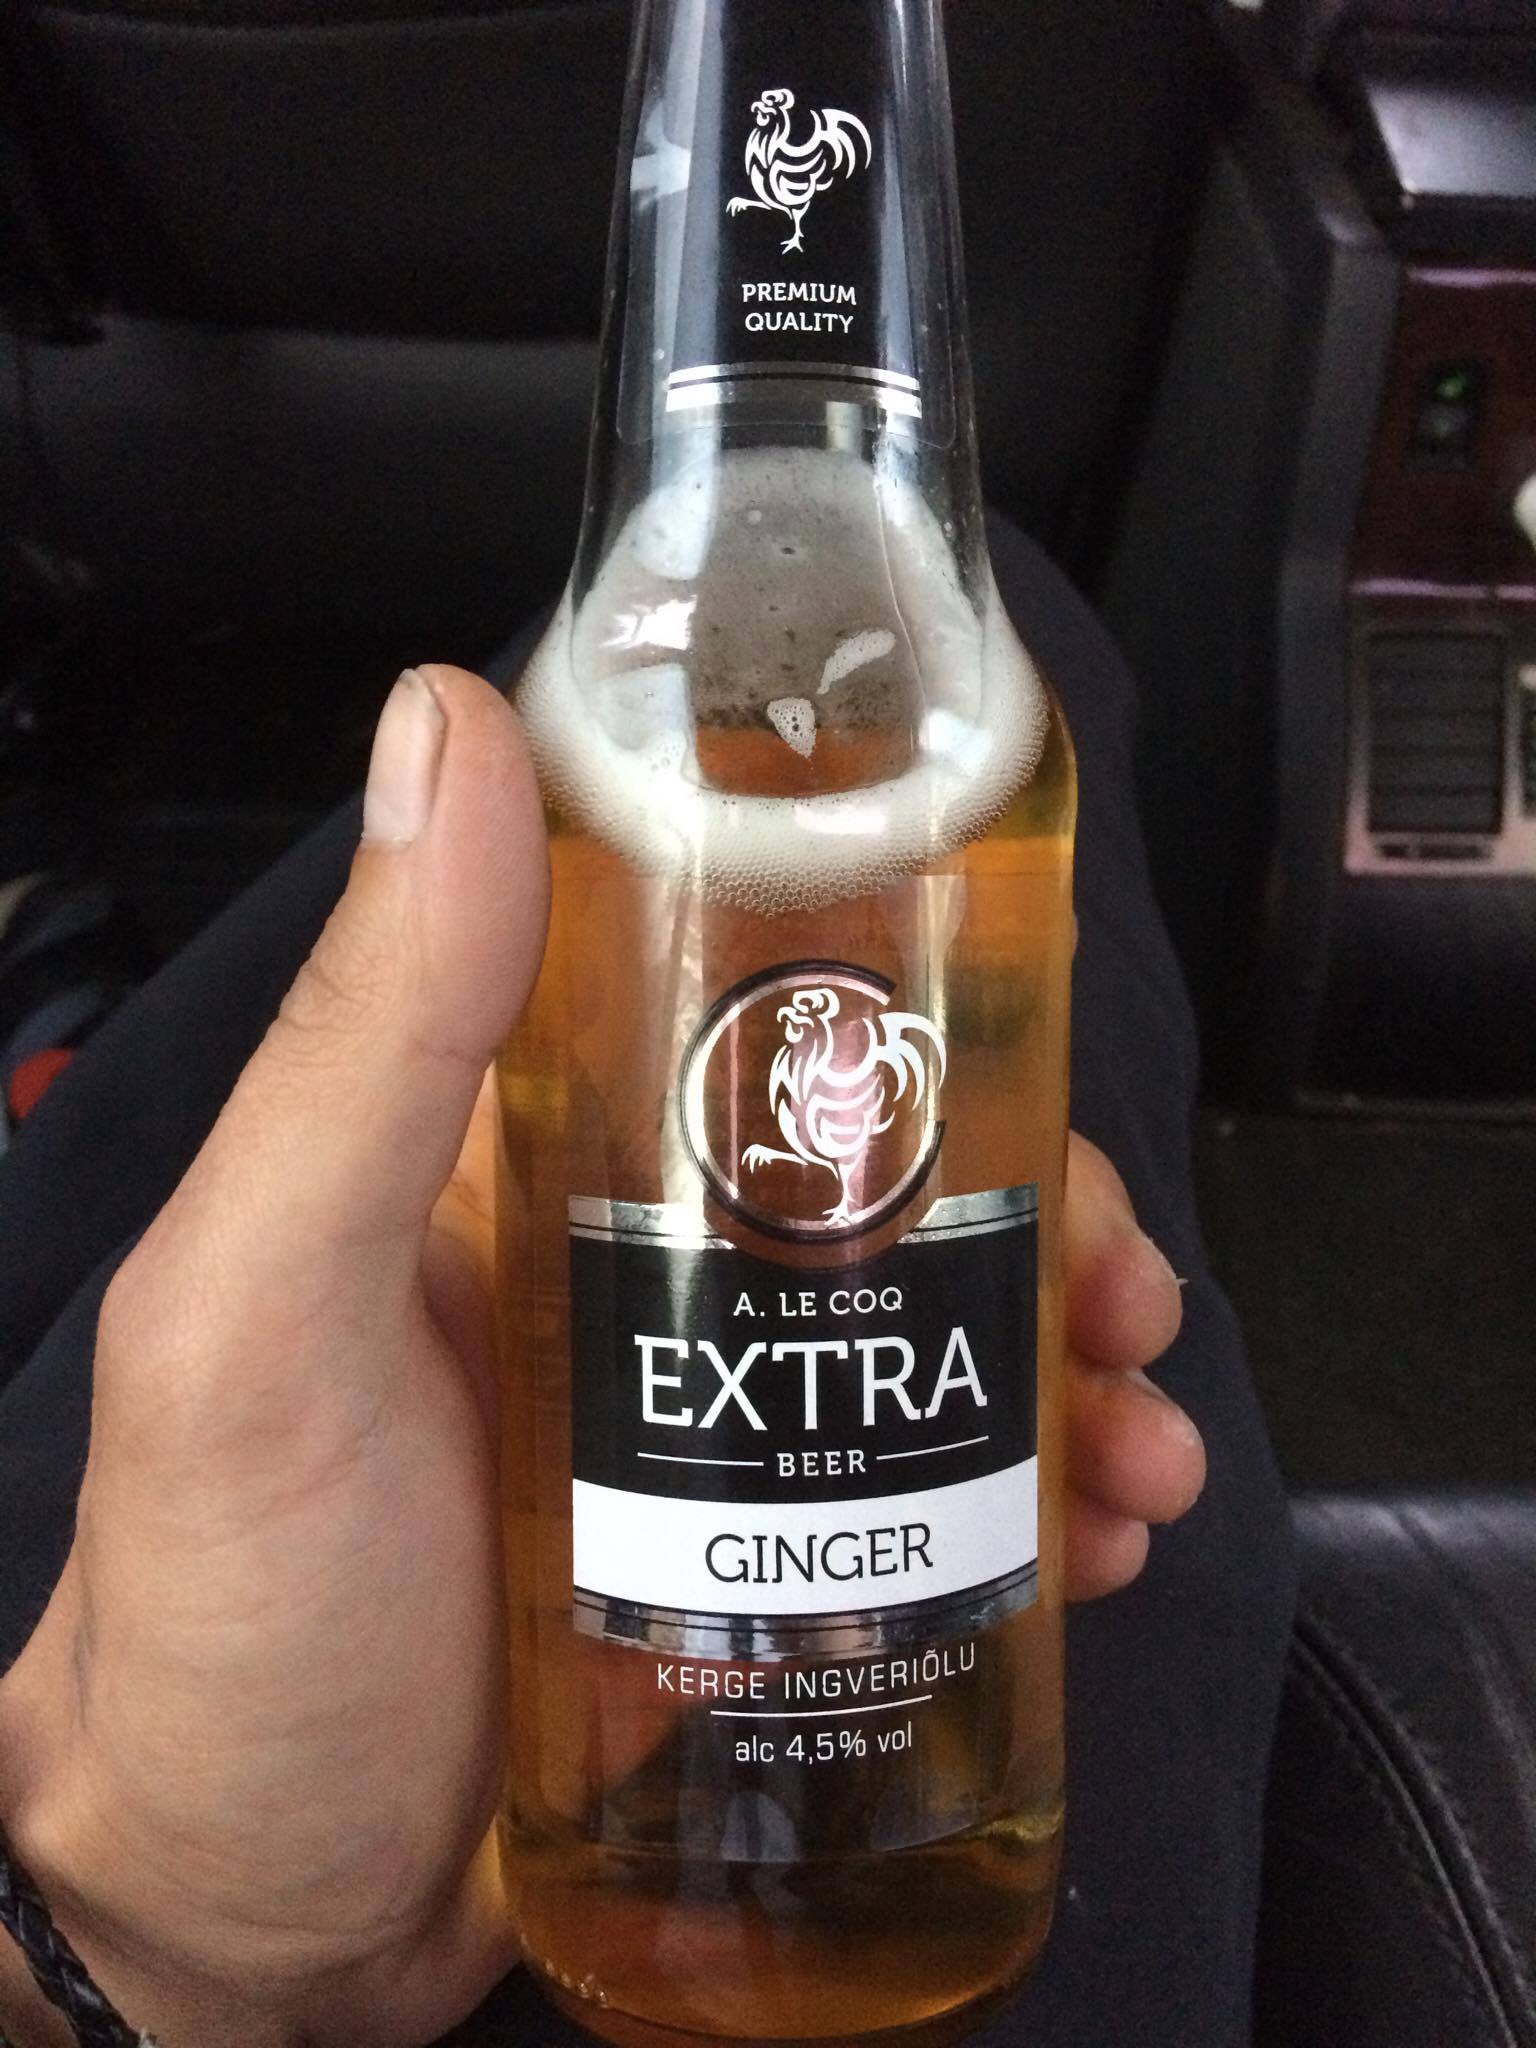 PREMIUM
QUALITY
A. LE COQ
EXTRA
BEER
GINGER
KERGE INGVERIÕLU
alc 4,5% vol